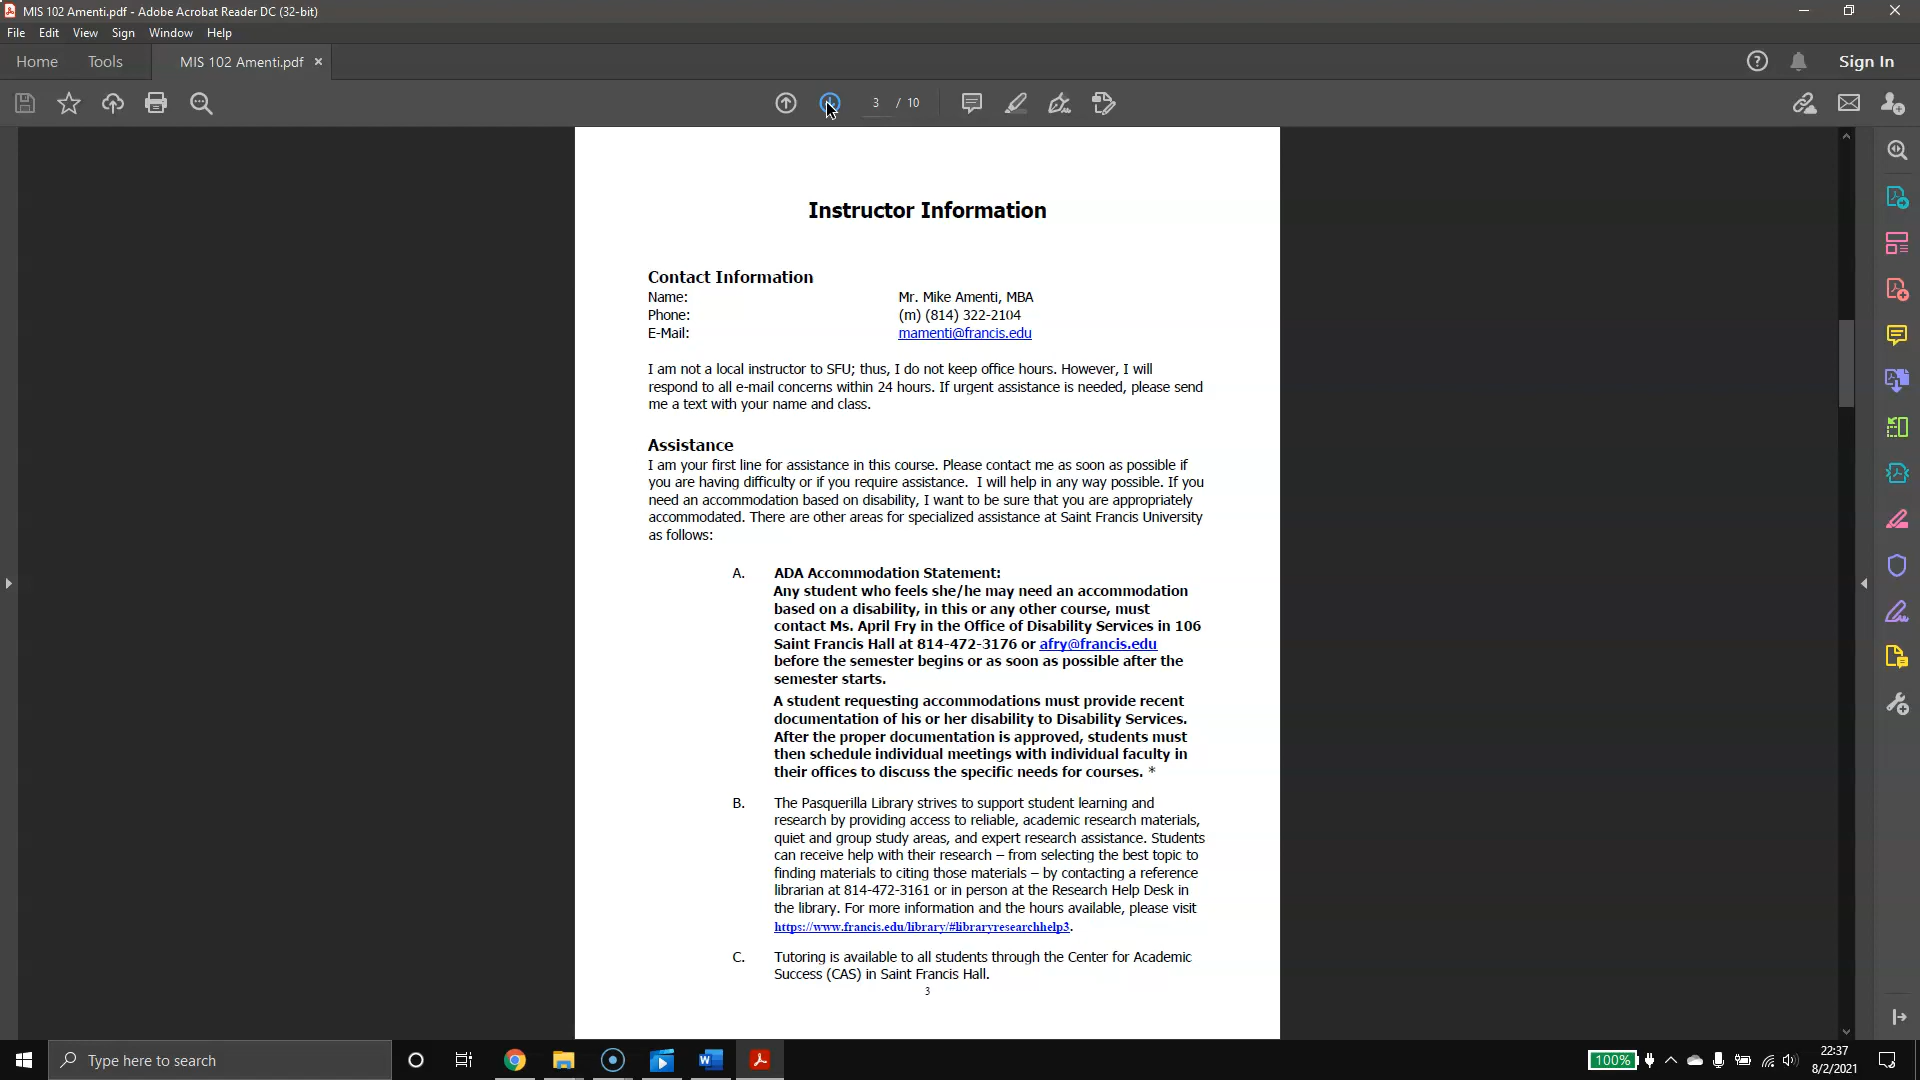 MIS 102 Amenti.pdf - Adobe Acrobat Reader DC (32-bit)
File Edit View Sign Window Help
Home Tools MIS 102 Amenti.pdf × Sign In
3 / 10
Instructor Information
Contact Information
Name: Mr. Mike Amenti, MBA
Phone: (m) (814) 322-2104
E-Mail: mamenti@francis.edu
I am not a local instructor to SFU; thus, I do not keep office hours. However, I will
respond to all e-mail concerns within 24 hours. If urgent assistance is needed, please send
me a text with your name and class.
Assistance
I am your first line for assistance in this course. Please contact me as soon as possible if
you are having difficulty or if you require assistance.  I will help in any way possible. If you
need an accommodation based on disability, I want to be sure that you are appropriately
accommodated. There are other areas for specialized assistance at Saint Francis University
as follows:
A. ADA Accommodation Statement:
Any student who feels she/he may need an accommodation
based on a disability, in this or any other course, must
contact Ms. April Fry in the Office of Disability Services in 106
Saint Francis Hall at 814-472-3176 or afry@francis.edu
before the semester begins or as soon as possible after the
semester starts.
A student requesting accommodations must provide recent
documentation of his or her disability to Disability Services.
After the proper documentation is approved, students must
then schedule individual meetings with individual faculty in
their offices to discuss the specific needs for courses. *
B. The Pasquerilla Library strives to support student learning and
research by providing access to reliable, academic research materials,
quiet and group study areas, and expert research assistance. Students
can receive help with their research – from selecting the best topic to
finding materials to citing those materials – by contacting a reference
librarian at 814-472-3161 or in person at the Research Help Desk in
the library. For more information and the hours available, please visit
https://www.francis.edu/library/#libraryresearchhelp3.
C. Tutoring is available to all students through the Center for Academic
Success (CAS) in Saint Francis Hall.
3
Type here to search
100%
22:37
8/2/2021